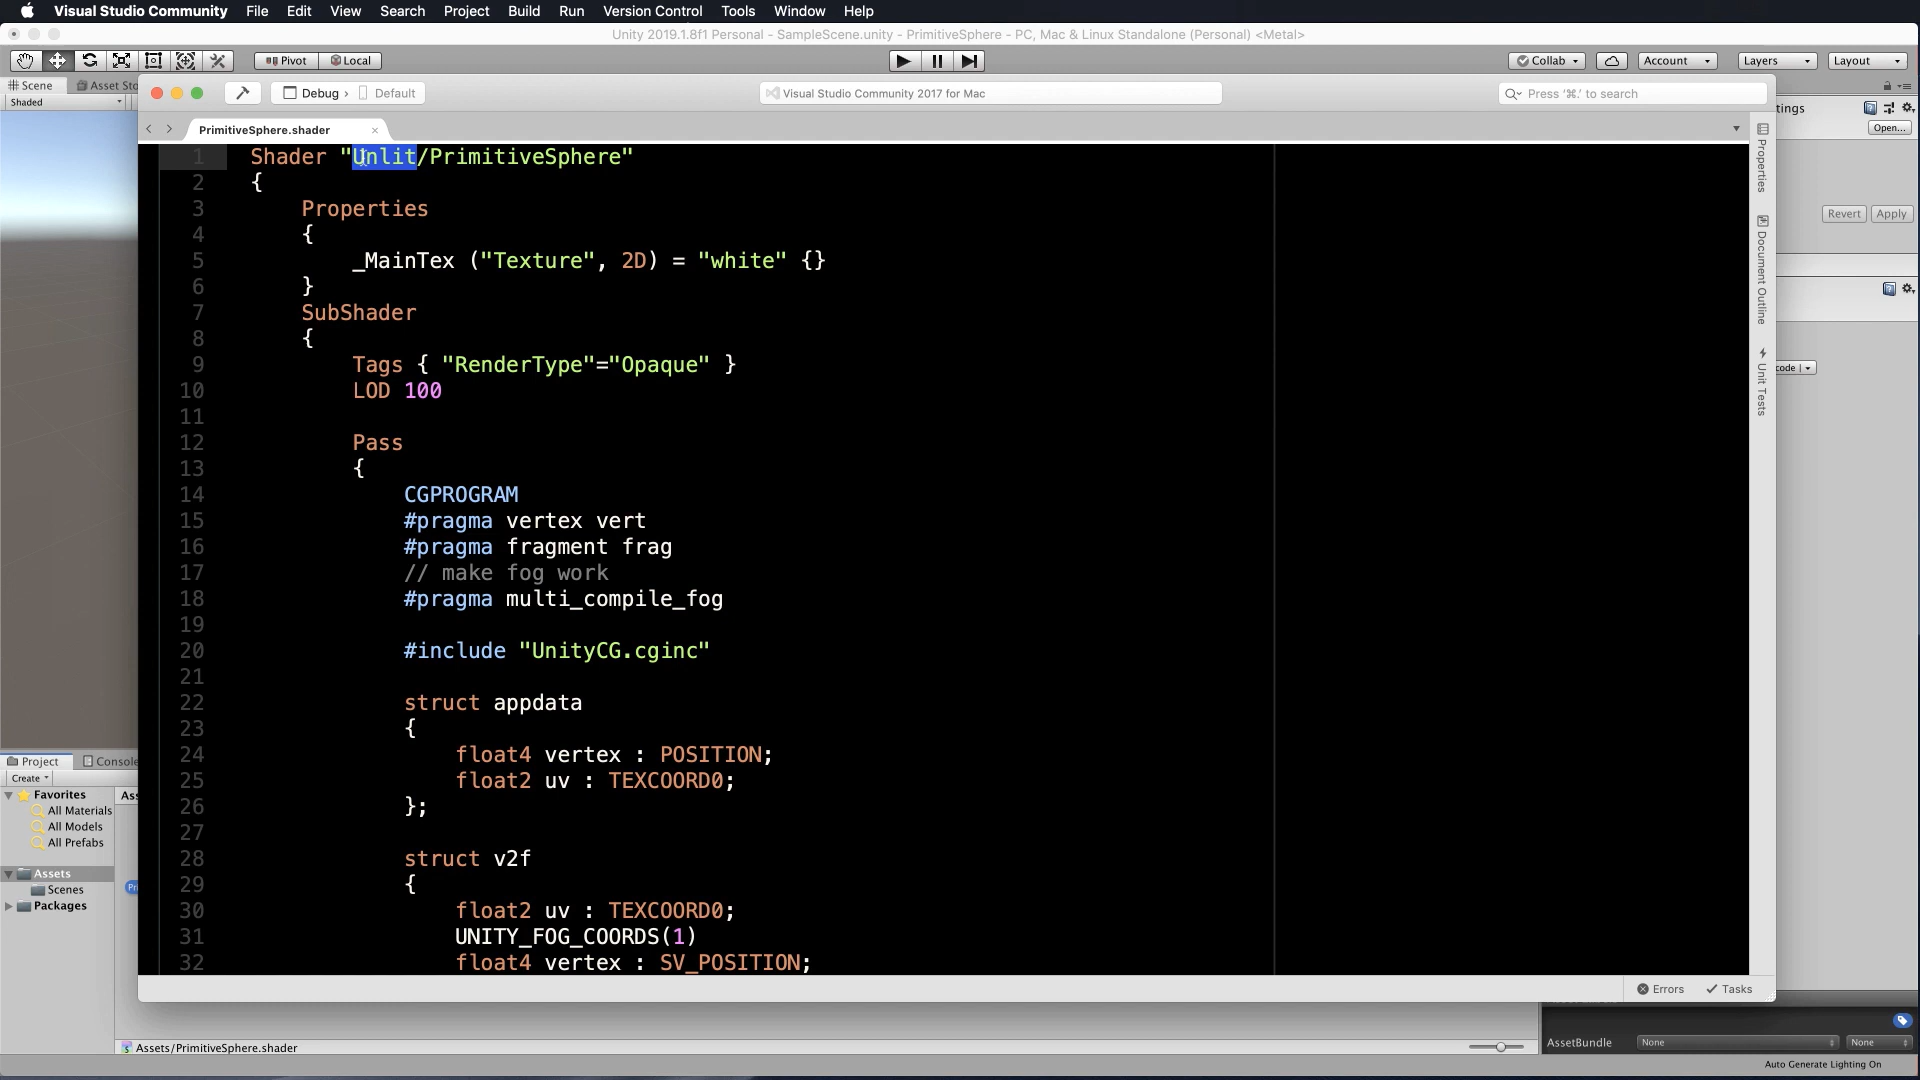 Visual Studio Community File Edit View Search Project Build Run Version Control Tools Window Help
Unity 2019.1.8f1 Personal - SampleScene.unity - PrimitiveSphere - PC, Mac & Linux Standalone (Personal) <Metal>
Pivot Local Collab Account Layers Layout
Scene Asset Sto
Shaded
Debug › Default
Visual Studio Community 2017 for Mac
Press '⌘.' to search
tings
Open...
PrimitiveSphere.shader
1 Shader "Unlit/PrimitiveSphere"
2 {
3 Properties
4 {
5 _MainTex ("Texture", 2D) = "white" {}
6 }
7 SubShader
8 {
9 Tags { "RenderType"="Opaque" }
10 LOD 100
11
12 Pass
13 {
14 CGPROGRAM
15 #pragma vertex vert
16 #pragma fragment frag
17 // make fog work
18 #pragma multi_compile_fog
19
20 #include "UnityCG.cginc"
21
22 struct appdata
23 {
24 float4 vertex : POSITION;
25 float2 uv : TEXCOORD0;
26 };
27
28 struct v2f
29 {
30 float2 uv : TEXCOORD0;
31 UNITY_FOG_COORDS(1)
32 float4 vertex : SV_POSITION;
Properties
Document Outline
Unit Tests
Revert Apply
code
Project Console
Create
Favorites
All Materials
All Models
All Prefabs
Assets
Scenes
Packages
Ass
Pri
Errors Tasks
Assets/PrimitiveSphere.shader
AssetBundle None None
Auto Generate Lighting On